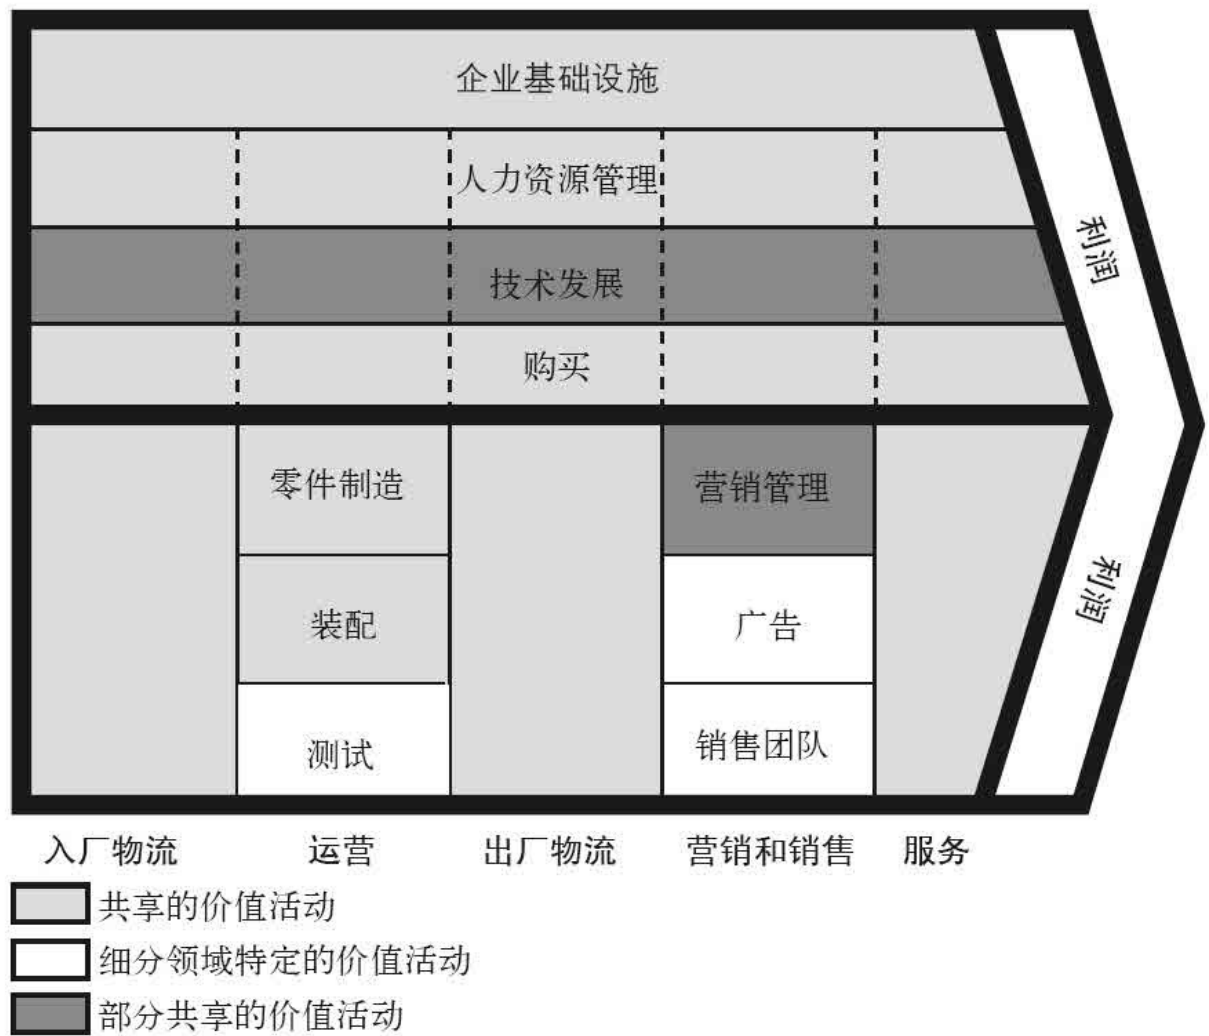 企业基础设施
人力资源管理
利润
技术发展
购买
零件制造
营销管理
利润
装配
广告
测试
销售团队
入厂物流 运营 出厂物流 营销和销售 服务
共享的价值活动
细分领域特定的价值活动
部分共享的价值活动